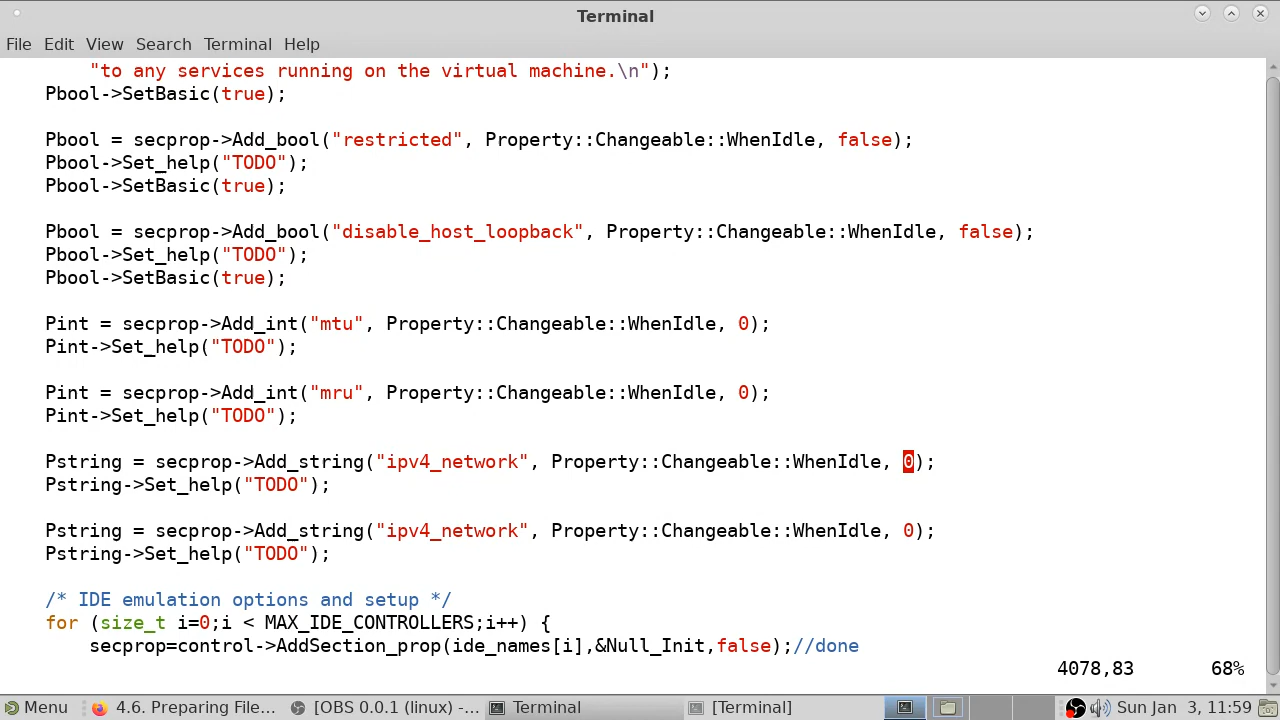 Terminal
File Edit View Search Terminal Help
"to any services running on the virtual machine.\n");
Pbool->SetBasic(true);
Pbool = secprop->Add_bool("restricted", Property::Changeable::WhenIdle, false);
Pbool->Set_help("TODO");
Pbool->SetBasic(true);
Pbool = secprop->Add_bool("disable_host_loopback", Property::Changeable::WhenIdle, false);
Pbool->Set_help("TODO");
Pbool->SetBasic(true);
Pint = secprop->Add_int("mtu", Property::Changeable::WhenIdle, 0);
Pint->Set_help("TODO");
Pint = secprop->Add_int("mru", Property::Changeable::WhenIdle, 0);
Pint->Set_help("TODO");
Pstring = secprop->Add_string("ipv4_network", Property::Changeable::WhenIdle, 0);
Pstring->Set_help("TODO");
Pstring = secprop->Add_string("ipv4_network", Property::Changeable::WhenIdle, 0);
Pstring->Set_help("TODO");
/* IDE emulation options and setup */
for (size_t i=0;i < MAX_IDE_CONTROLLERS;i++) {
secprop=control->AddSection_prop(ide_names[i],&Null_Init,false);//done
4078,83 68%
Menu 4.6. Preparing File... [OBS 0.0.1 (linux) -... Terminal [Terminal] Sun Jan 3, 11:59